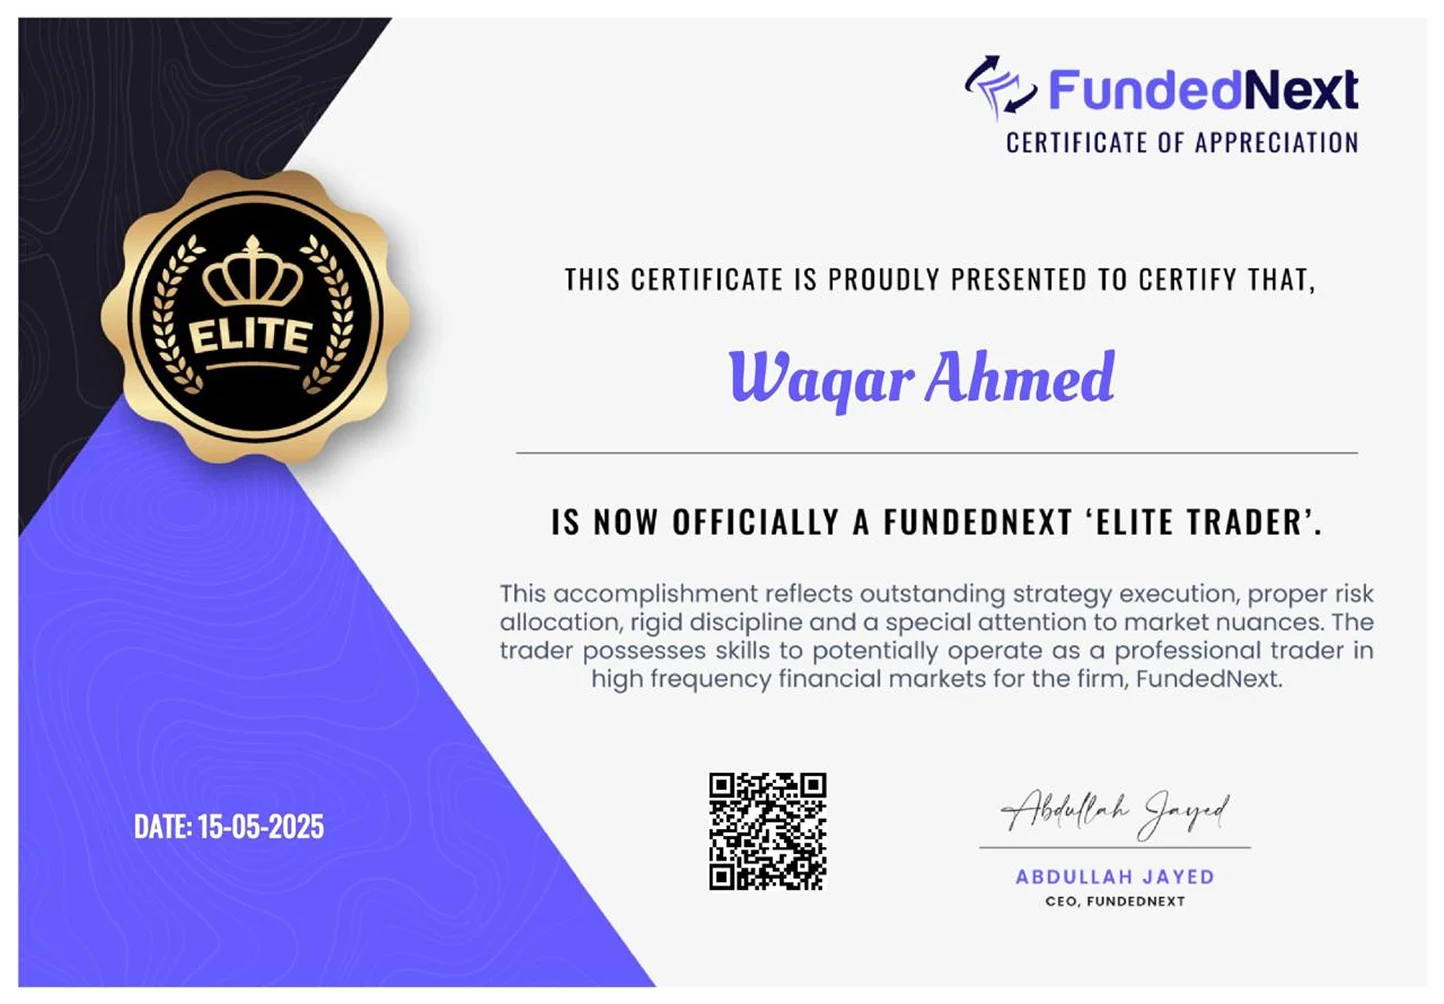 FundedNext
CERTIFICATE OF APPRECIATION
ELITE
THIS CERTIFICATE IS PROUDLY PRESENTED TO CERTIFY THAT,
Waqar Ahmed
IS NOW OFFICIALLY A FUNDEDNEXT ‘ELITE TRADER’.
This accomplishment reflects outstanding strategy execution, proper risk
allocation, rigid discipline and a special attention to market nuances. The
trader possesses skills to potentially operate as a professional trader in
high frequency financial markets for the firm, FundedNext.
DATE: 15-05-2025
Abdullah Jayed
ABDULLAH JAYED
CEO, FUNDEDNEXT